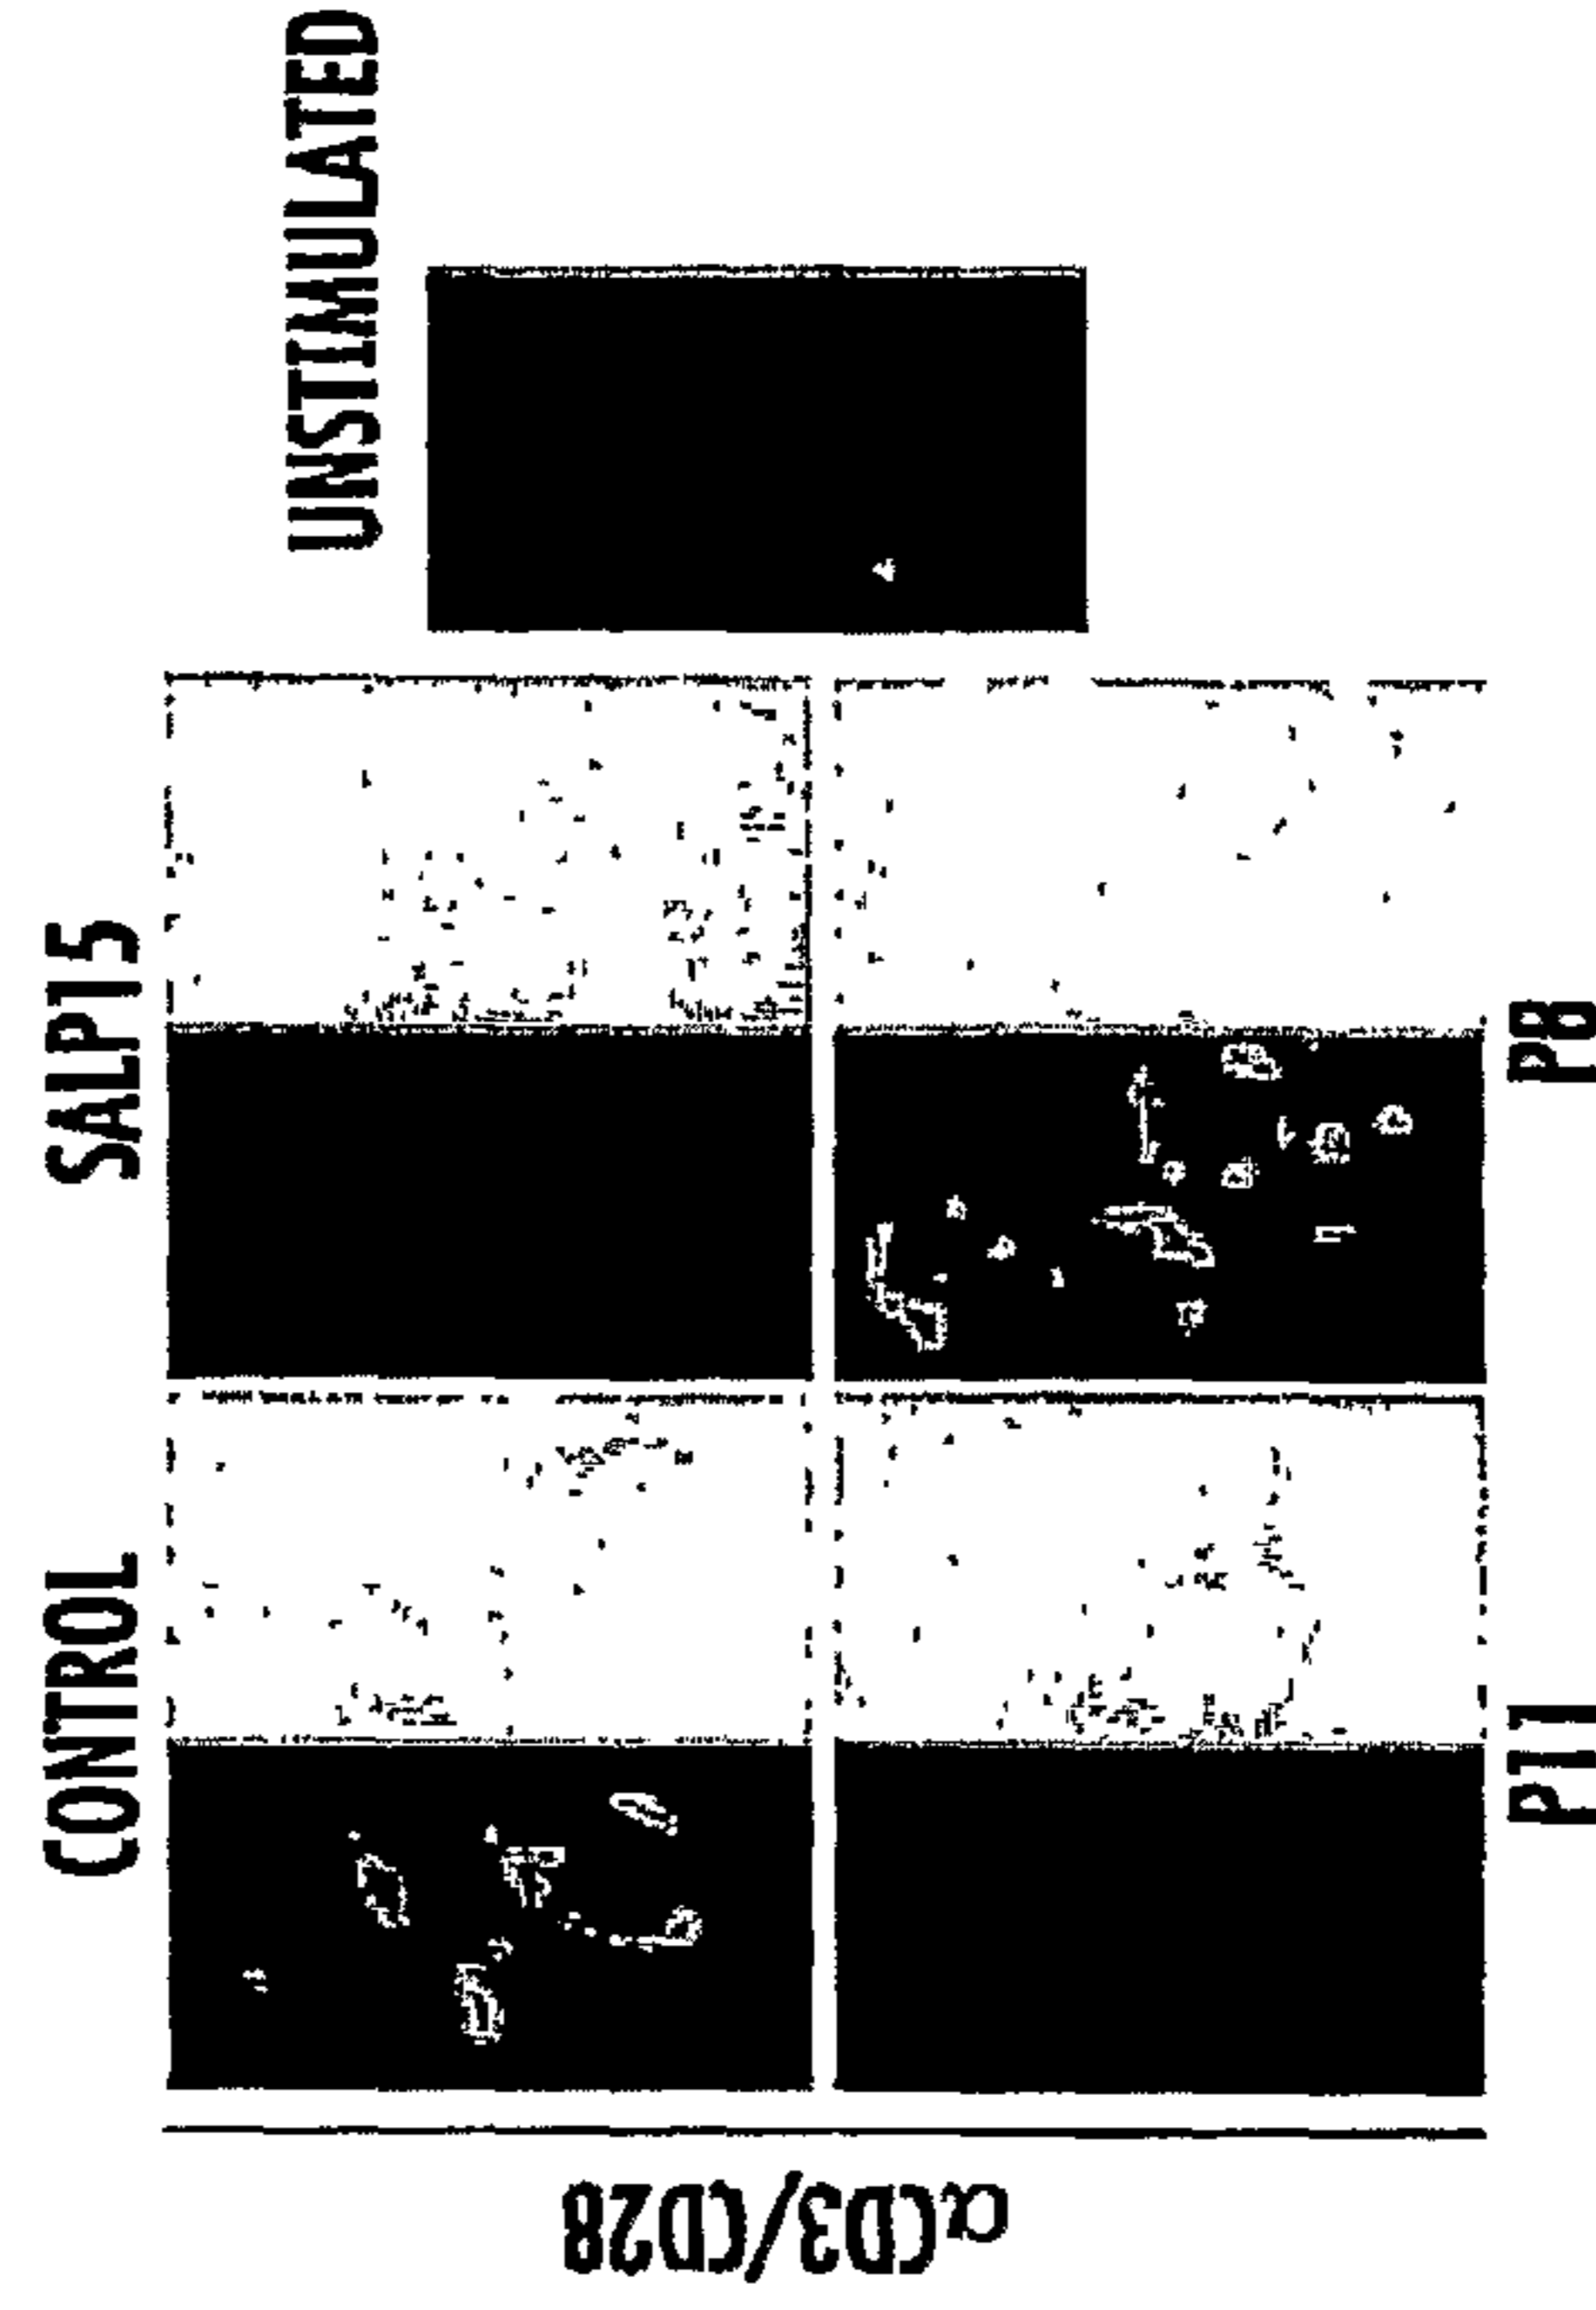 CONTROL
SALP15
UNSTIMULATED
αCD3/CD28
P11
P8